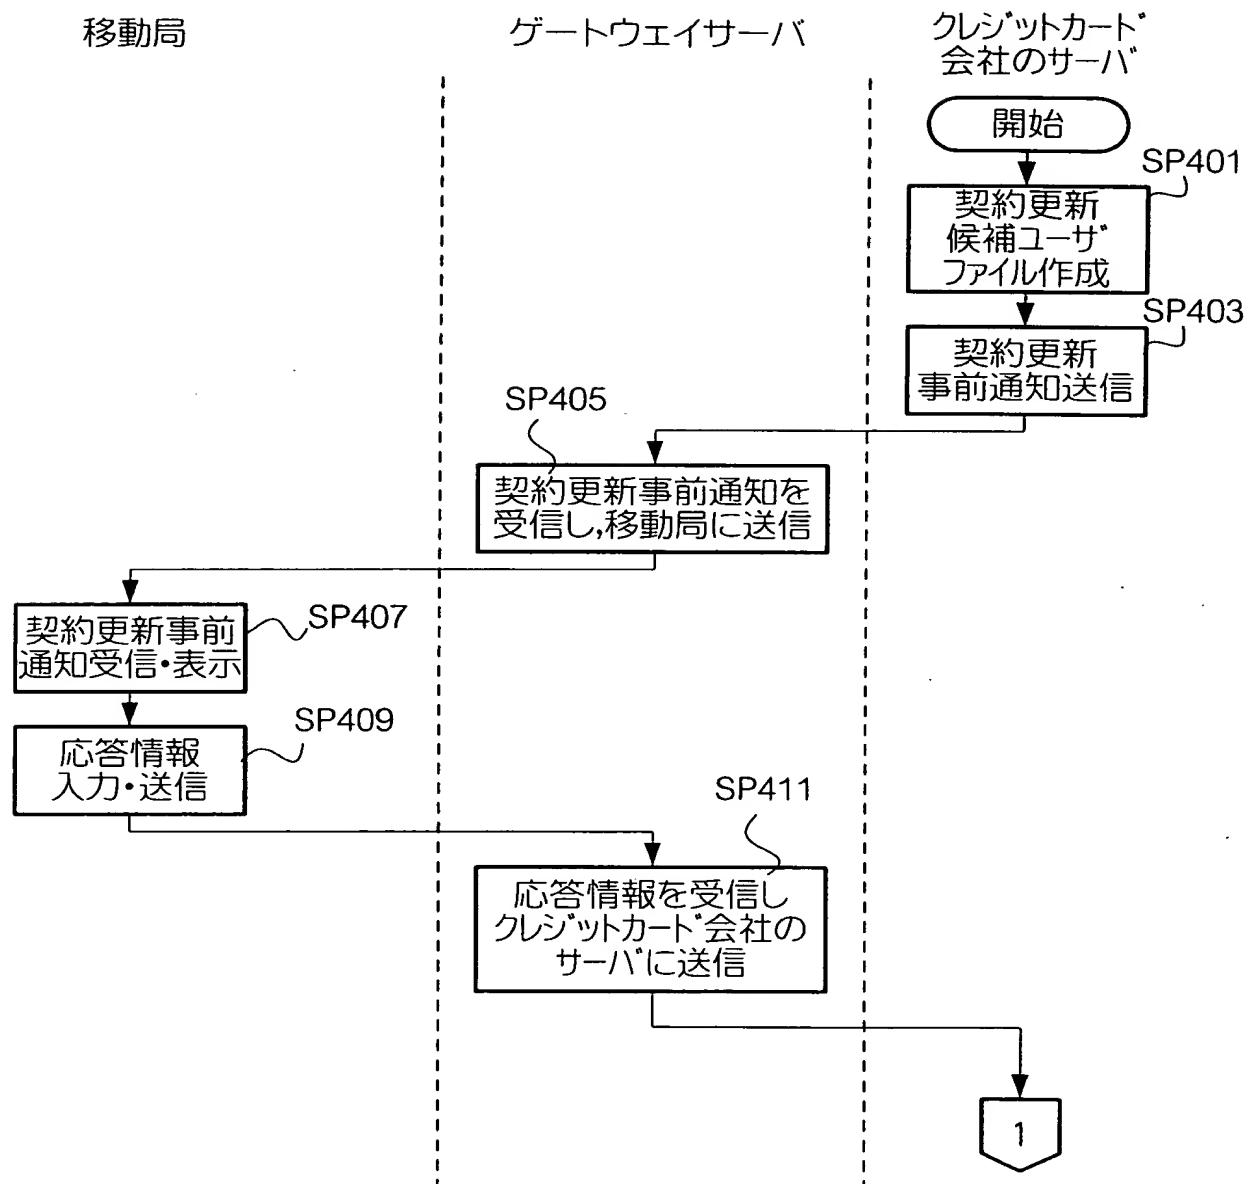 移動局
ゲートウェイサーバ
クレジットカード
会社のサーバ
開始
SP401
契約更新
候補ユーザ
ファイル作成
SP403
契約更新
事前通知送信
SP405
契約更新事前通知を
受信し,移動局に送信
SP407
契約更新事前
通知受信・表示
SP409
応答情報
入力・送信
SP411
応答情報を受信し
クレジットカード会社の
サーバに送信
1